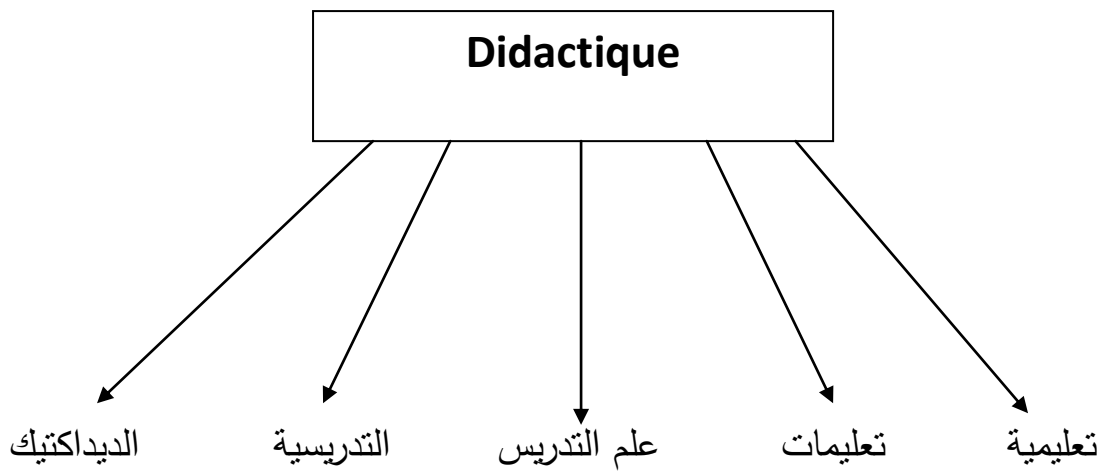 Didactique
تعليمية
تعليمات
علم التدريس
التدريسية
الديداكتيك